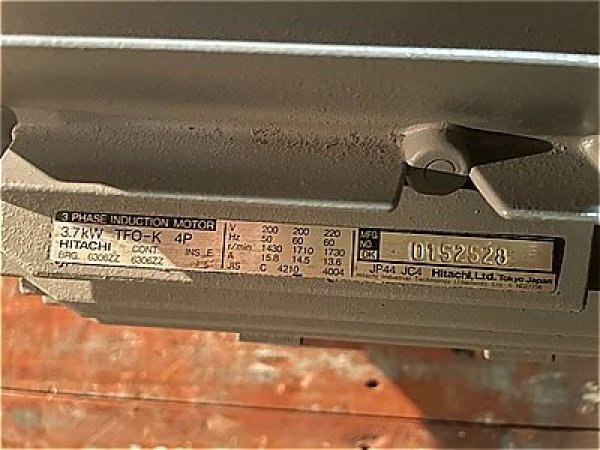 3 PHASE INDUCTION MOTOR
3.7kW TFO-K 4P
HITACHI CONT INS. E
BRG. 6306ZZ 6306ZZ
V 200 200 220
Hz 50 60 60
r/min 1430 1710 1730
A 15.8 14.5 13.6
JIS C 4210 4004
MFG
NO. 0152528
JP44 JC4 Hitachi, Ltd. Tokyo Japan